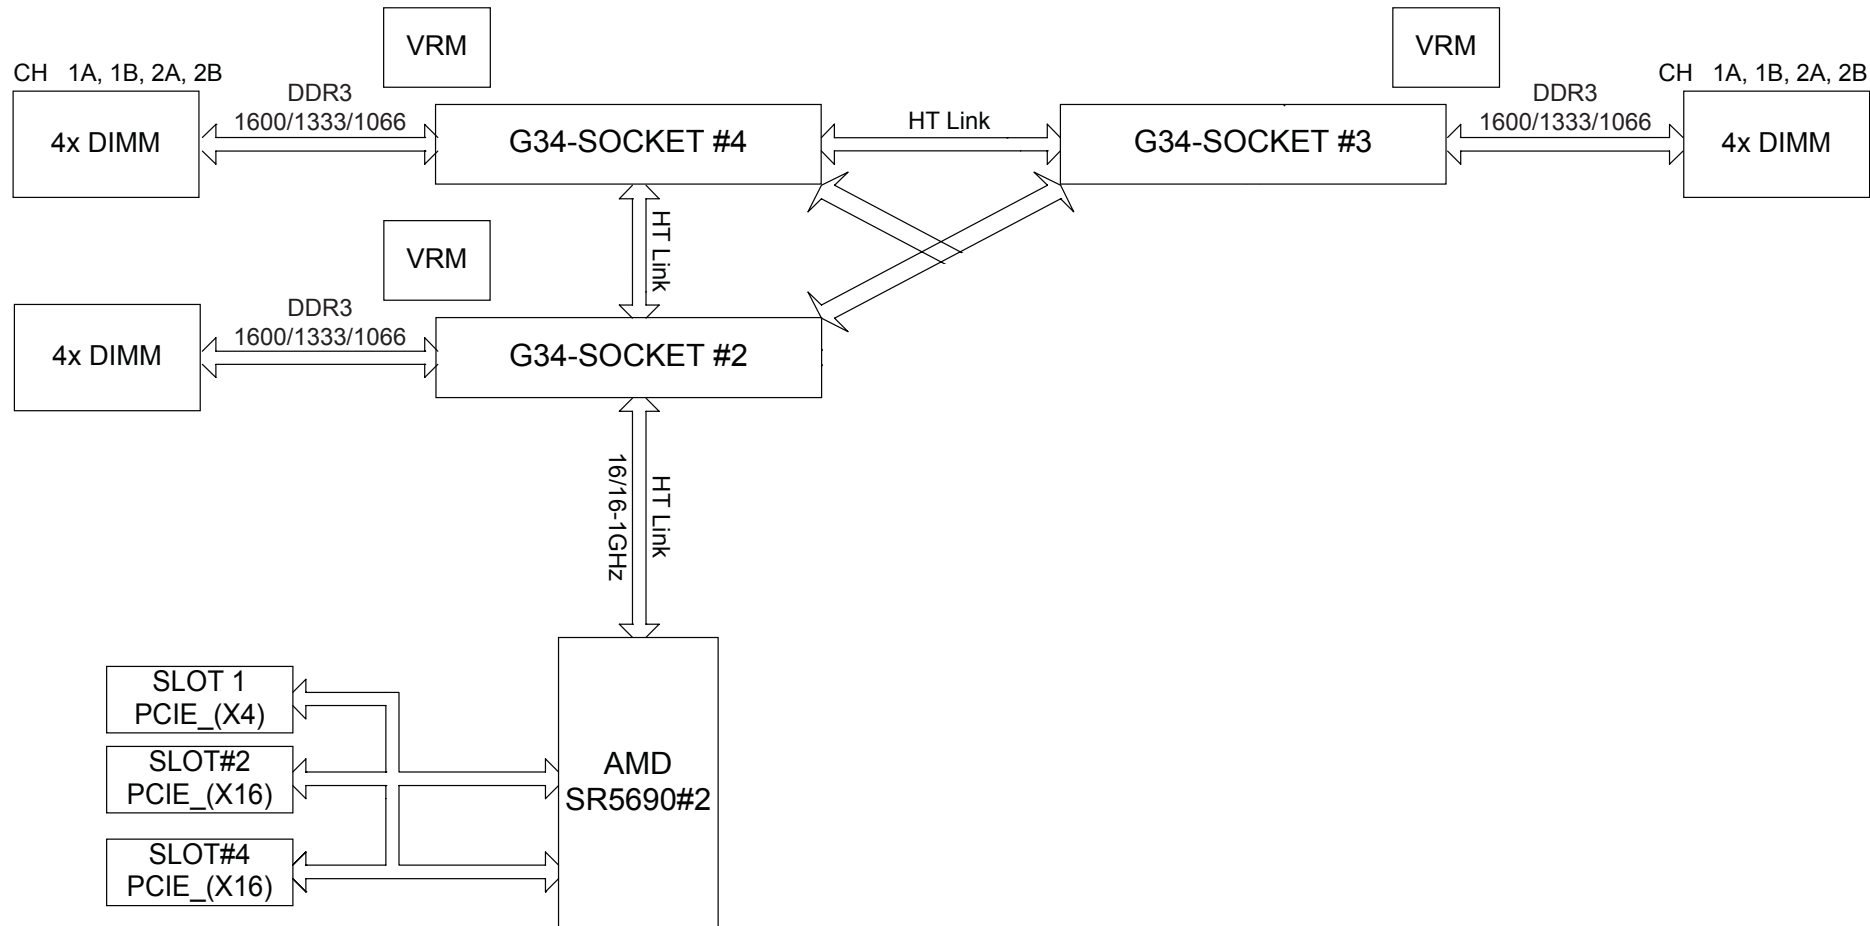 VRM
VRM
CH 1A, 1B, 2A, 2B
CH 1A, 1B, 2A, 2B
DDR3
1600/1333/1066
4x DIMM
G34-SOCKET #4
HT Link
G34-SOCKET #3
DDR3
1600/1333/1066
4x DIMM
VRM
HT Link
DDR3
1600/1333/1066
4x DIMM
G34-SOCKET #2
16/16-1GHz
HT Link
SLOT 1
PCIE_(X4)
SLOT#2
PCIE_(X16)
SLOT#4
PCIE_(X16)
AMD
SR5690#2